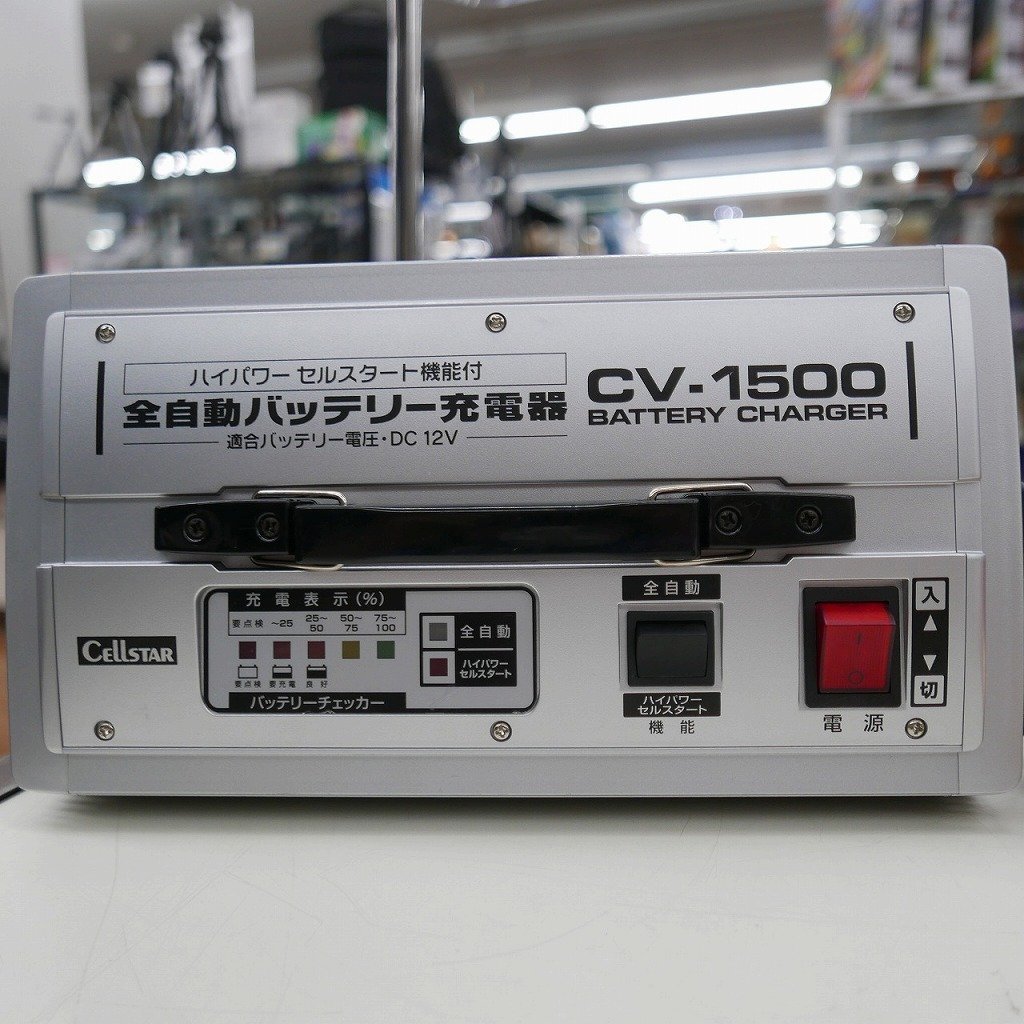 ハイパワー セルスタート機能付
全自動バッテリー充電器
適合バッテリー電圧・DC 12V
CV-1500
BATTERY CHARGER
CELLSTAR
充電表示(%)
要点検 ~25 25~50 50~75 75~100
要点検 要充電 良好
バッテリーチェッカー
全自動
ハイパワー
セルスタート
全自動
ハイパワー
セルスタート
機能
入
切
電源